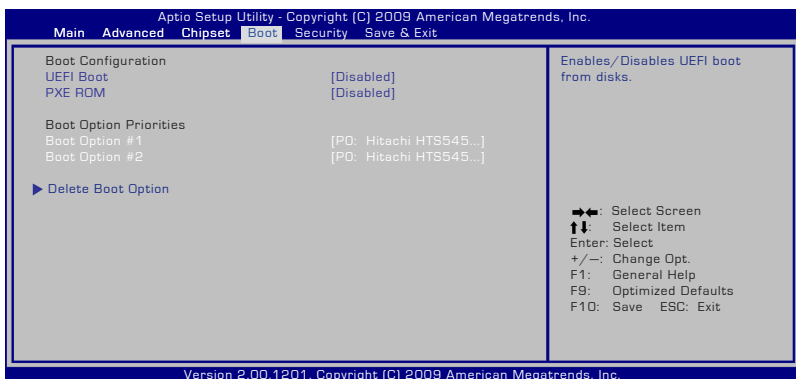 Aptio Setup Utility - Copyright (C) 2009 American Megatrends, Inc.
Main Advanced Chipset Boot Security Save & Exit
Boot Configuration
UEFI Boot [Disabled]
PXE ROM [Disabled]
Boot Option Priorities
Boot Option #1 [P0: Hitachi HTS545...]
Boot Option #2 [P0: Hitachi HTS545...]
Delete Boot Option
Enables/Disables UEFI boot
from disks.
: Select Screen
: Select Item
Enter: Select
+/—: Change Opt.
F1: General Help
F9: Optimized Defaults
F10: Save ESC: Exit
Version 2.00.1201. Copyright (C) 2009 American Megatrends, Inc.